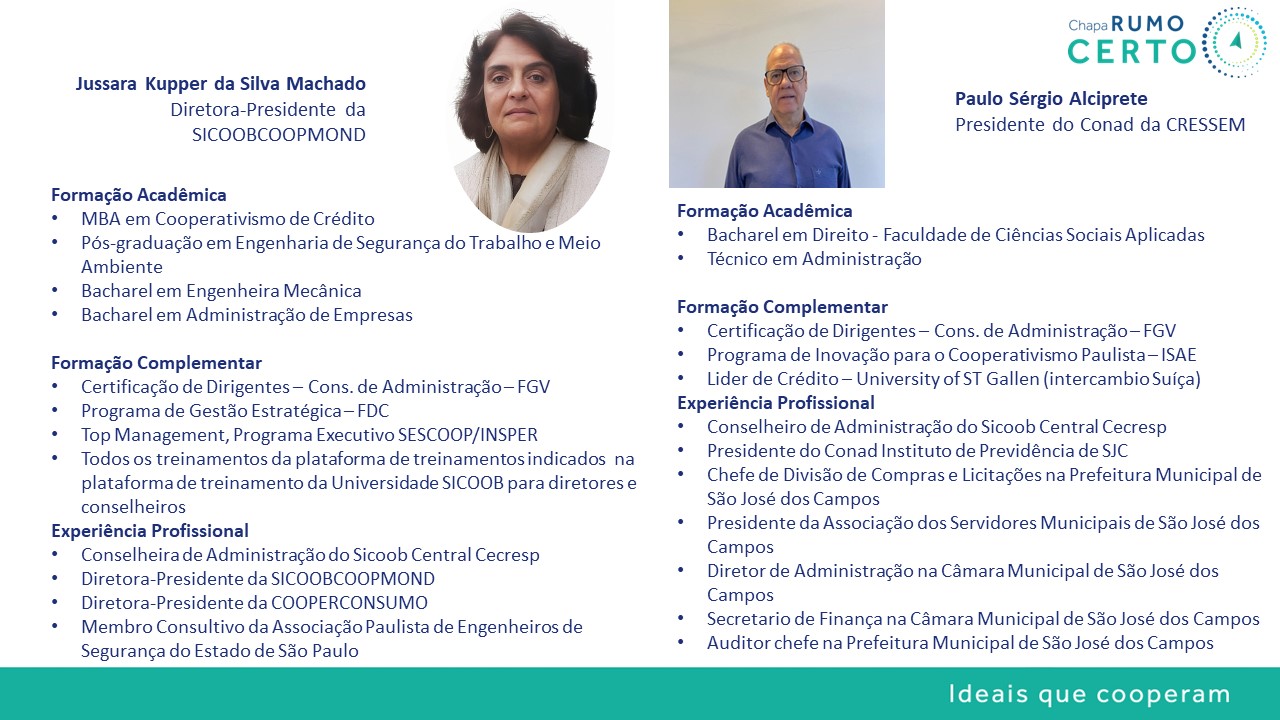 Jussara Kupper da Silva Machado
Diretora-Presidente da
SICOOBCOOPMOND
Formação Acadêmica
• MBA em Cooperativismo de Crédito
• Pós-graduação em Engenharia de Segurança do Trabalho e Meio
Ambiente
• Bacharel em Engenheira Mecânica
• Bacharel em Administração de Empresas
Formação Complementar
• Certificação de Dirigentes – Cons. de Administração – FGV
• Programa de Gestão Estratégica – FDC
• Top Management, Programa Executivo SESCOOP/INSPER
• Todos os treinamentos da plataforma de treinamentos indicados na
plataforma de treinamento da Universidade SICOOB para diretores e
conselheiros
Experiência Profissional
• Conselheira de Administração do Sicoob Central Cecresp
• Diretora-Presidente da SICOOBCOOPMOND
• Diretora-Presidente da COOPERCONSUMO
• Membro Consultivo da Associação Paulista de Engenheiros de
Segurança do Estado de São Paulo
Chapa RUMO
CERTO
Paulo Sérgio Alciprete
Presidente do Conad da CRESSEM
Formação Acadêmica
• Bacharel em Direito - Faculdade de Ciências Sociais Aplicadas
• Técnico em Administração
Formação Complementar
• Certificação de Dirigentes – Cons. de Administração – FGV
• Programa de Inovação para o Cooperativismo Paulista – ISAE
• Lider de Crédito – University of ST Gallen (intercambio Suíça)
Experiência Profissional
• Conselheiro de Administração do Sicoob Central Cecresp
• Presidente do Conad Instituto de Previdência de SJC
• Chefe de Divisão de Compras e Licitações na Prefeitura Municipal de
São José dos Campos
• Presidente da Associação dos Servidores Municipais de São José dos
Campos
• Diretor de Administração na Câmara Municipal de São José dos
Campos
• Secretario de Finança na Câmara Municipal de São José dos Campos
• Auditor chefe na Prefeitura Municipal de São José dos Campos
Ideais que cooperam